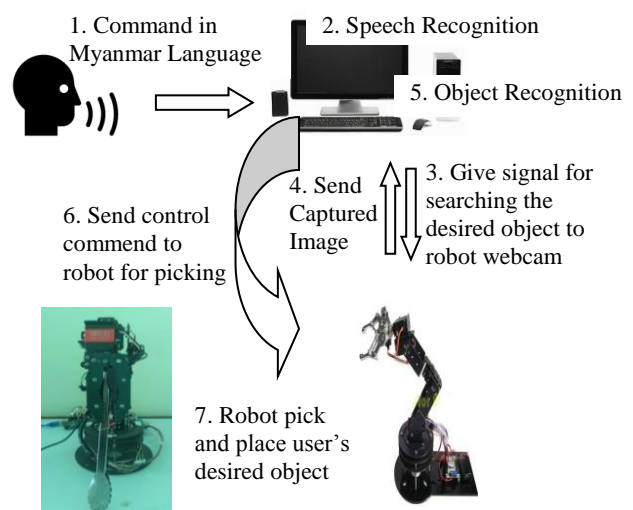 1. Command in
Myanmar Language
2. Speech Recognition
5. Object Recognition
3. Give signal for
searching the
desired object to
robot webcam
4. Send
Captured
Image
6. Send control
commend to
robot for picking
7. Robot pick
and place user's
desired object